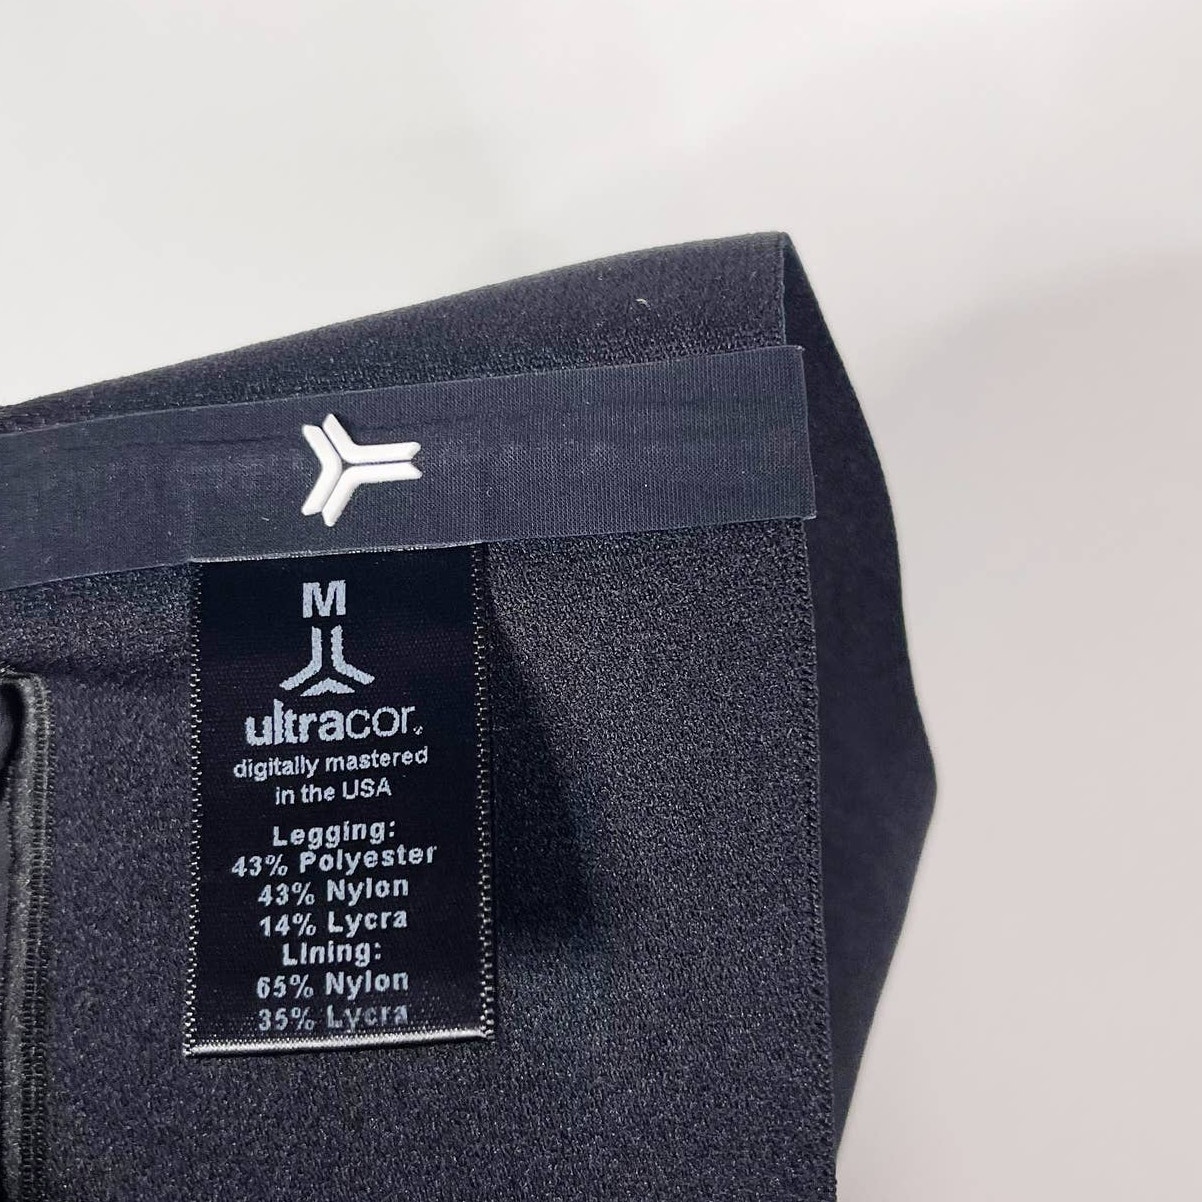 M
ultracor.
digitally mastered
in the USA
Legging:
43% Polyester
43% Nylon
14% Lycra
Lining:
65% Nylon
35% Lycra